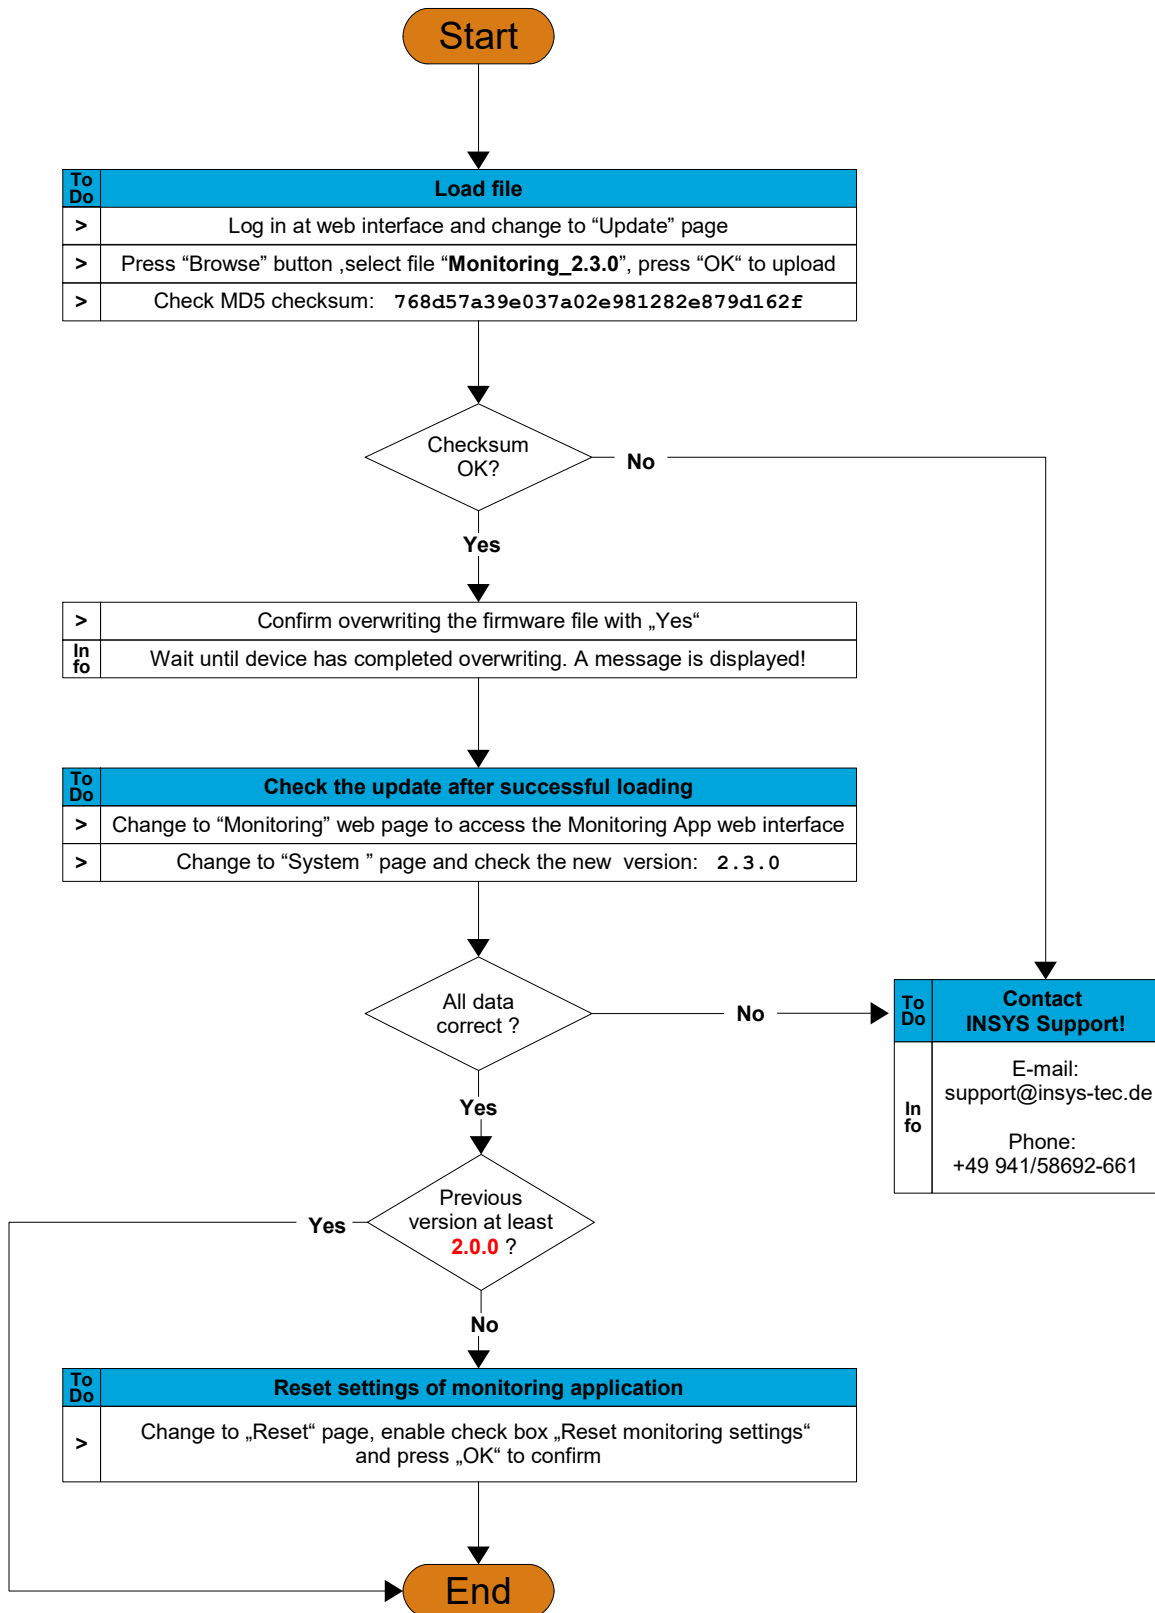 Start
To Do Load file
> Log in at web interface and change to “Update” page
> Press “Browse” button ,select file “Monitoring_2.3.0”, press “OK“ to upload
> Check MD5 checksum: 768d57a39e037a02e981282e879d162f
Checksum
OK?
No
Yes
> Confirm overwriting the firmware file with „Yes“
In fo Wait until device has completed overwriting. A message is displayed!
To Do Check the update after successful loading
> Change to “Monitoring” web page to access the Monitoring App web interface
> Change to “System ” page and check the new version: 2.3.0
All data
correct ?
No
To Do Contact
INSYS Support!
In fo
E-mail:
support@insys-tec.de
Phone:
+49 941/58692-661
Yes
Previous
version at least
2.0.0 ?
Yes
No
To Do Reset settings of monitoring application
> Change to „Reset“ page, enable check box „Reset monitoring settings“
and press „OK“ to confirm
End